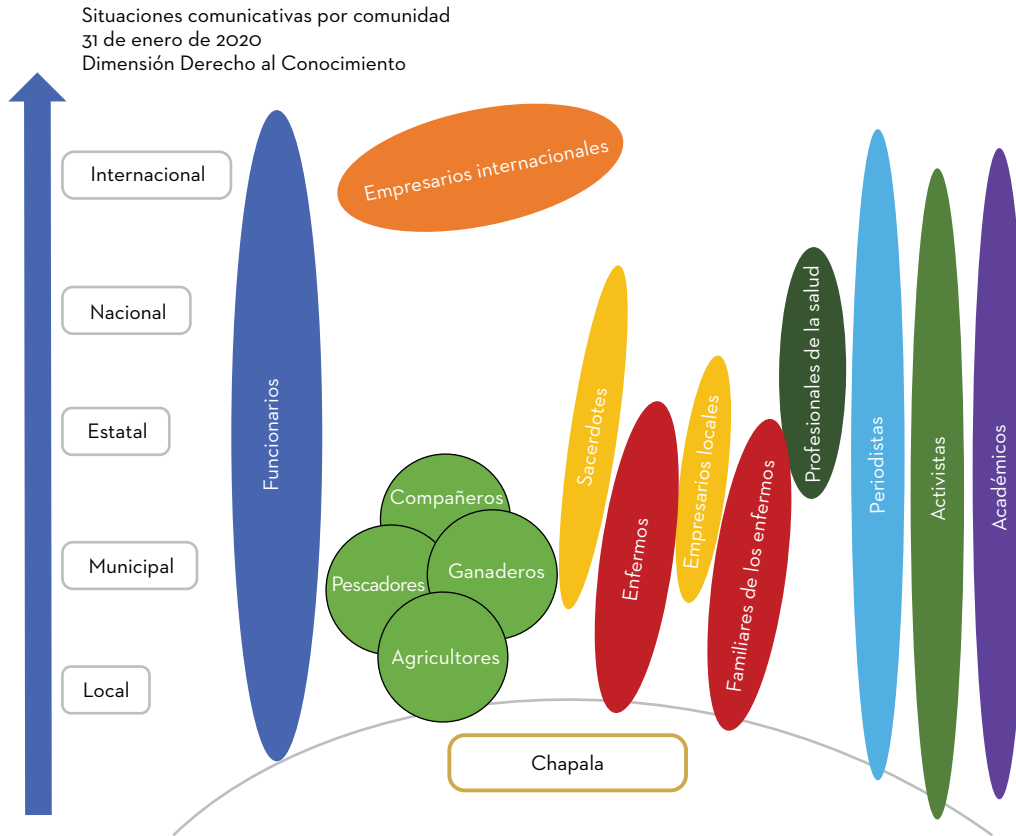 Situaciones comunicativas por comunidad
31 de enero de 2020
Dimensión Derecho al Conocimiento
Internacional
Nacional
Estatal
Municipal
Local
Funcionarios
Empresarios internacionales
Compañeros
Pescadores
Ganaderos
Agricultores
Sacerdotes
Enfermos
Empresarios locales
Familiares de los enfermos
Profesionales de la salud
Periodistas
Activistas
Académicos
Chapala